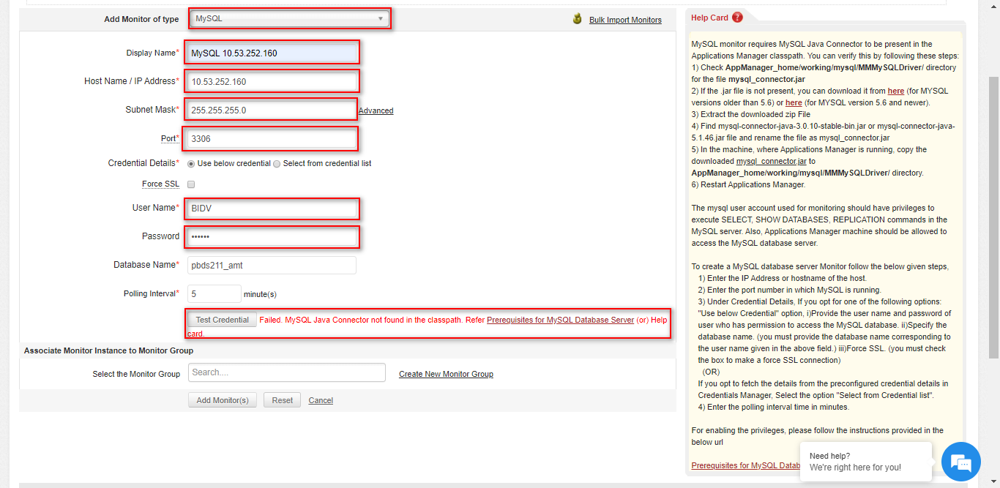 Add Monitor of type MySQL Bulk Import Monitors
Display Name* MySQL 10.53.252.160
Host Name / IP Address* 10.53.252.160
Subnet Mask* 255.255.255.0 Advanced
Port* 3306
Credential Details* Use below credential Select from credential list
Force SSL
User Name* BIDV
Password ••••••
Database Name* pbds211_amt
Polling Interval* 5 minute(s)
Test Credential Failed. MySQL Java Connector not found in the classpath. Refer Prerequisites for MySQL Database Server (or) Help
card.
Associate Monitor Instance to Monitor Group
Select the Monitor Group Search.... Create New Monitor Group
Add Monitor(s) Reset Cancel
Help Card ?
MySQL monitor requires MySQL Java Connector to be present in the
Applications Manager classpath. You can verify this by following these steps:
1) Check AppManager_home/working/mysql/MMMySQLDriver/ directory
for the file mysql_connector.jar
2) If the .jar file is not present, you can download it from here (for MYSQL
versions older than 5.6) or here (for MYSQL version 5.6 and newer).
3) Extract the downloaded zip File
4) Find mysql-connector-java-3.0.10-stable-bin.jar or mysql-connector-java-
5.1.46.jar file and rename the file as mysql_connector.jar
5) In the machine, where Applications Manager is running, copy the
downloaded mysql_connector.jar to
AppManager_home/working/mysql/MMMySQLDriver/ directory.
6) Restart Applications Manager.
The mysql user account used for monitoring should have privileges to
execute SELECT, SHOW DATABASES, REPLICATION commands in the
MySQL server. Also, Applications Manager machine should be allowed to
access the MySQL database server.
To create a MySQL database server Monitor follow the below given steps,
1) Enter the IP Address or hostname of the host.
2) Enter the port number in which MySQL is running.
3) Under Credential Details, If you opt for one of the following options:
"Use below Credential" option, i)Provide the user name and password of
user who has permission to access the MySQL database. ii)Specify the
database name. (you must provide the database name corresponding to
the user name given in the above field.) iii)Force SSL. (you must check
the box to make a force SSL connection)
(OR)
If you opt to fetch the details from the preconfigured credential details in
Credentials Manager, Select the option "Select from Credential list".
4) Enter the polling interval time in minutes.
For enabling the privileges, please follow the instructions provided in the
below url
Prerequisites for MySQL Datab
Need help?
We're right here for you!